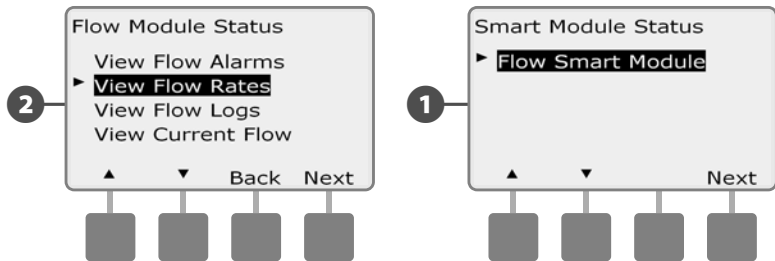 Flow Module Status
View Flow Alarms
► View Flow Rates
View Flow Logs
View Current Flow
▲ ▼ Back Next
2
Smart Module Status
► Flow Smart Module
▲ ▼ Next
1